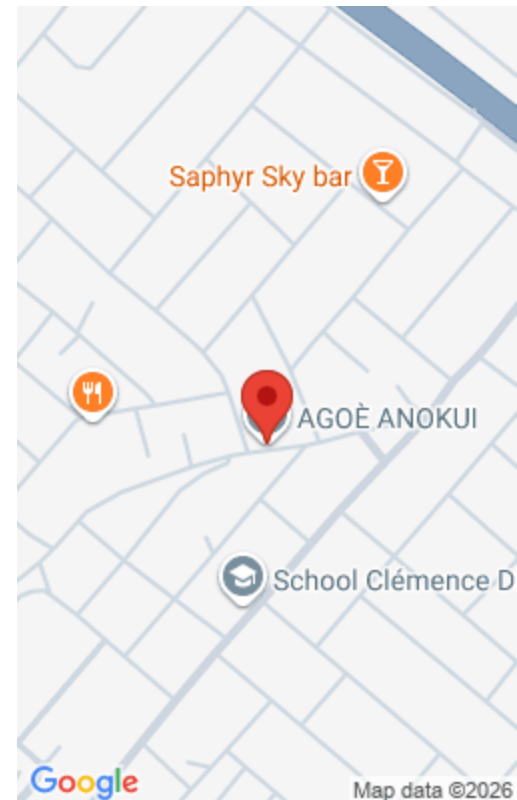 Saphyr Sky bar
AGOÈ ANOKUI
School Clémence D
Google
Map data ©2026